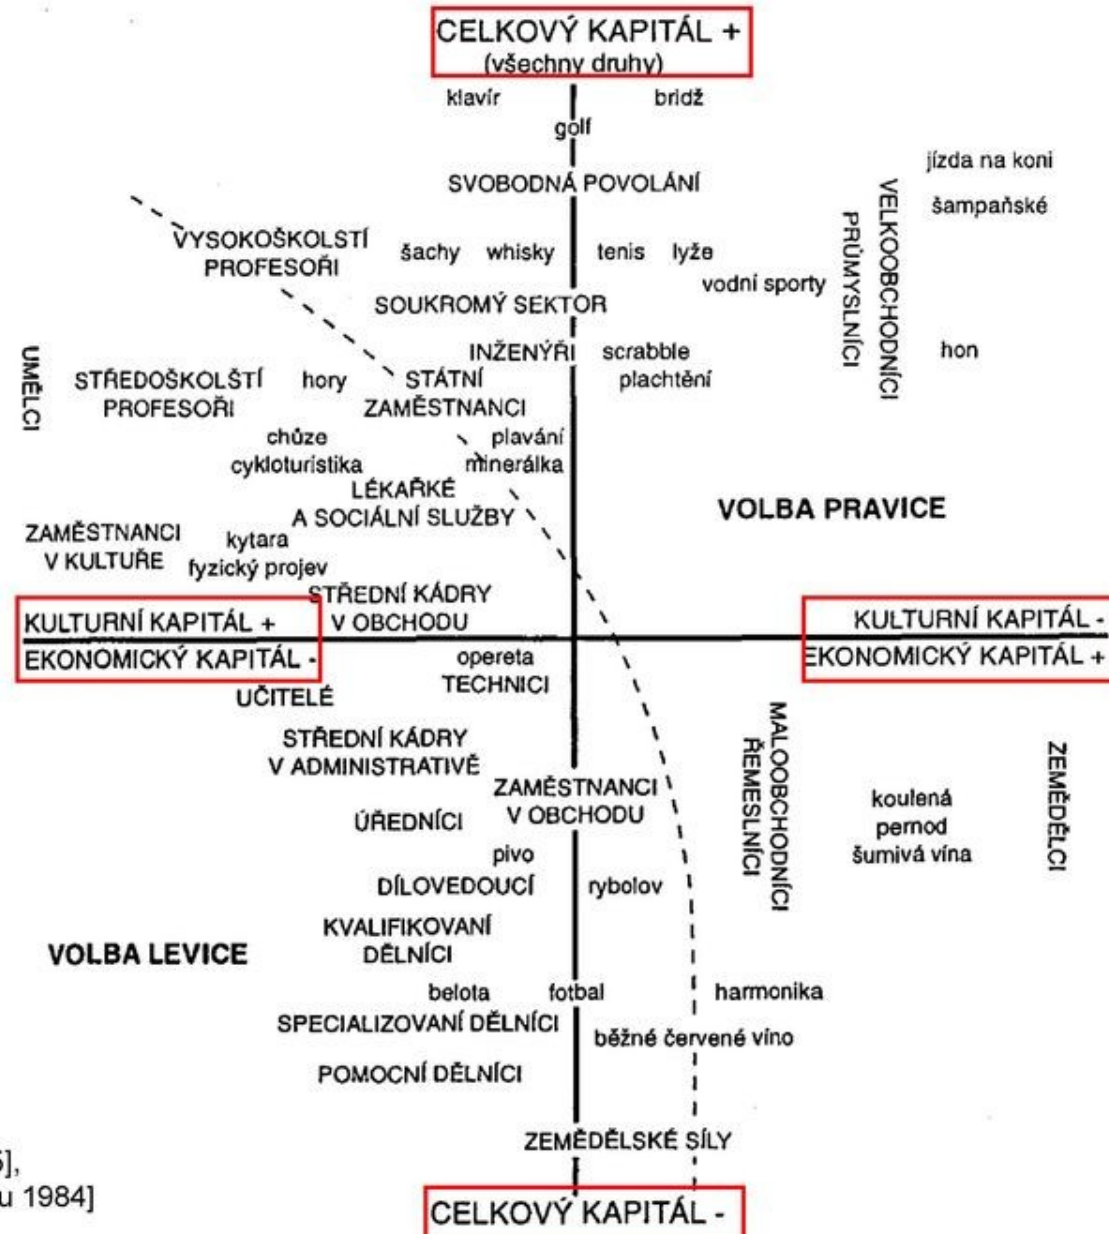 CELKOVÝ KAPITÁL +
(všechny druhy)
klavír
bridž
golf
jízda na koni
SVOBODNÁ POVOLÁNÍ
šampaňské
VELKOOBCHODNÍCI
PRŮMYSLNÍCI
VYSOKOŠKOLSTÍ
PROFESOŘI
šachy
whisky
tenis
lyže
vodní sporty
SOUKROMÝ SEKTOR
INŽENÝŘI
scrabble
hon
plachtění
UMĚLCI
STŘEDOŠKOLŠTÍ
PROFESOŘI
hory
STÁTNÍ
ZAMĚSTNANCI
chůze
cykloturistika
plavání
minerálka
LÉKAŘKÉ
A SOCIÁLNÍ SLUŽBY
VOLBA PRAVICE
ZAMĚSTNANCI
V KULTUŘE
kytara
fyzický projev
STŘEDNÍ KÁDRY
V OBCHODU
KULTURNÍ KAPITÁL +
EKONOMICKÝ KAPITÁL -
KULTURNÍ KAPITÁL -
EKONOMICKÝ KAPITÁL +
opereta
TECHNICI
UČITELÉ
STŘEDNÍ KÁDRY
V ADMINISTRATIVĚ
MALOOBCHODNÍCI
ŘEMESLNÍCI
ZEMĚDĚLCI
ZAMĚSTNANCI
V OBCHODU
koulená
pernod
šumivá vína
ÚŘEDNÍCI
pivo
DÍLOVEDOUCÍ
rybolov
KVALIFIKOVANÍ
DĚLNÍCI
VOLBA LEVICE
belota
fotbal
harmonika
SPECIALIZOVANÍ DĚLNÍCI
běžné červené víno
POMOCNÍ DĚLNÍCI
ZEMĚDĚLSKÉ SÍLY
u 1984]
CELKOVÝ KAPITÁL -